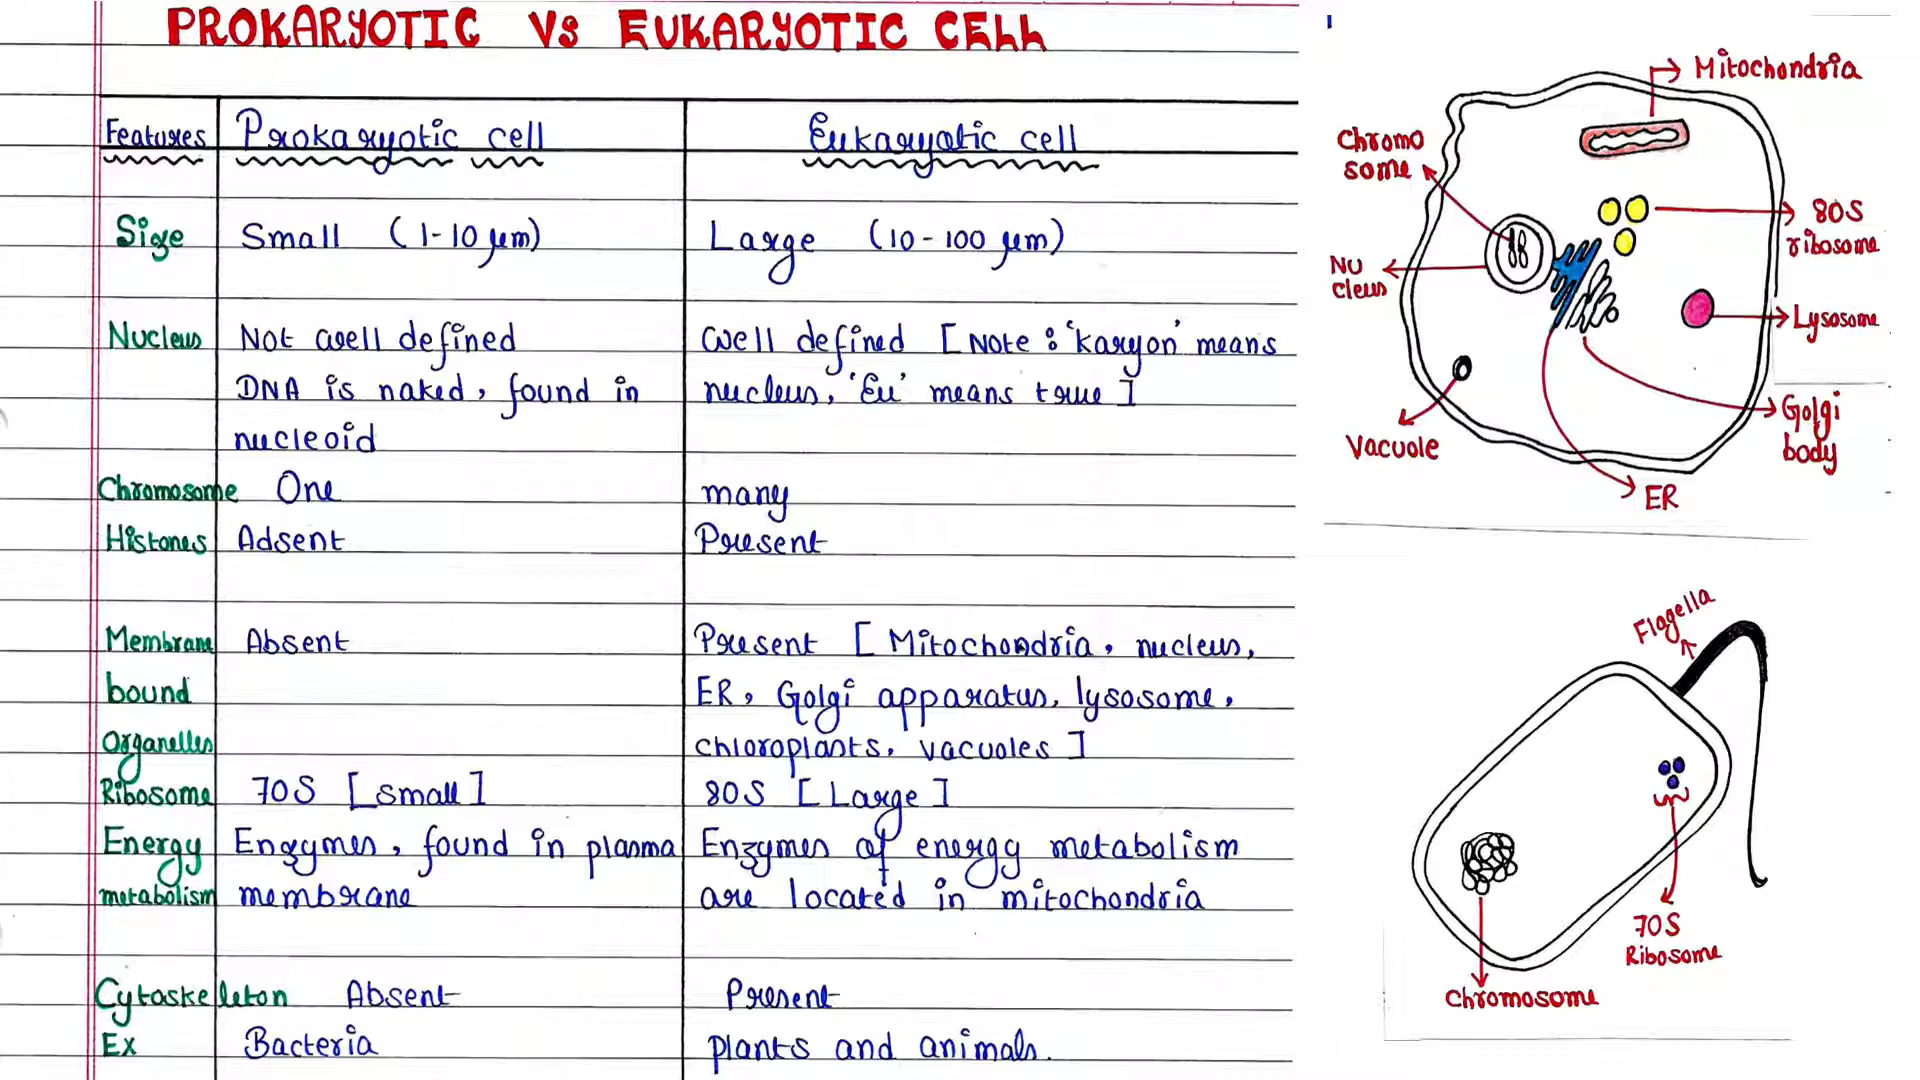 PROKARYOTIC Vs EUKARYOTIC CELL
Features Prokaryotic cell Eukaryotic cell
Size Small (1-10 µm) Large (10-100 µm)
Nucleus Not well defined Well defined [Note : 'karyon' means
DNA is naked, found in nucleus, 'Eu' means true]
nucleoid
Chromosome One many
Histones Adsent Present
Membrane Absent Present [Mitochondria, nucleus,
bound ER, Golgi apparatus, lysosome,
Organelles chloroplants, vacuoles]
Ribosome 70S [small] 80S [Large]
Energy Enzymes, found in plasma Enzymes of energy metabolism
metabolism membrane are located in mitochondria
Cytoskeleton Absent Present
Ex Bacteria plants and animals.
Mitochondria
Chromo
some
80S
ribosome
Nu
cleus
Lysosome
Golgi
body
Vacuole
ER
Flagella
70S
Ribosome
Chromosome